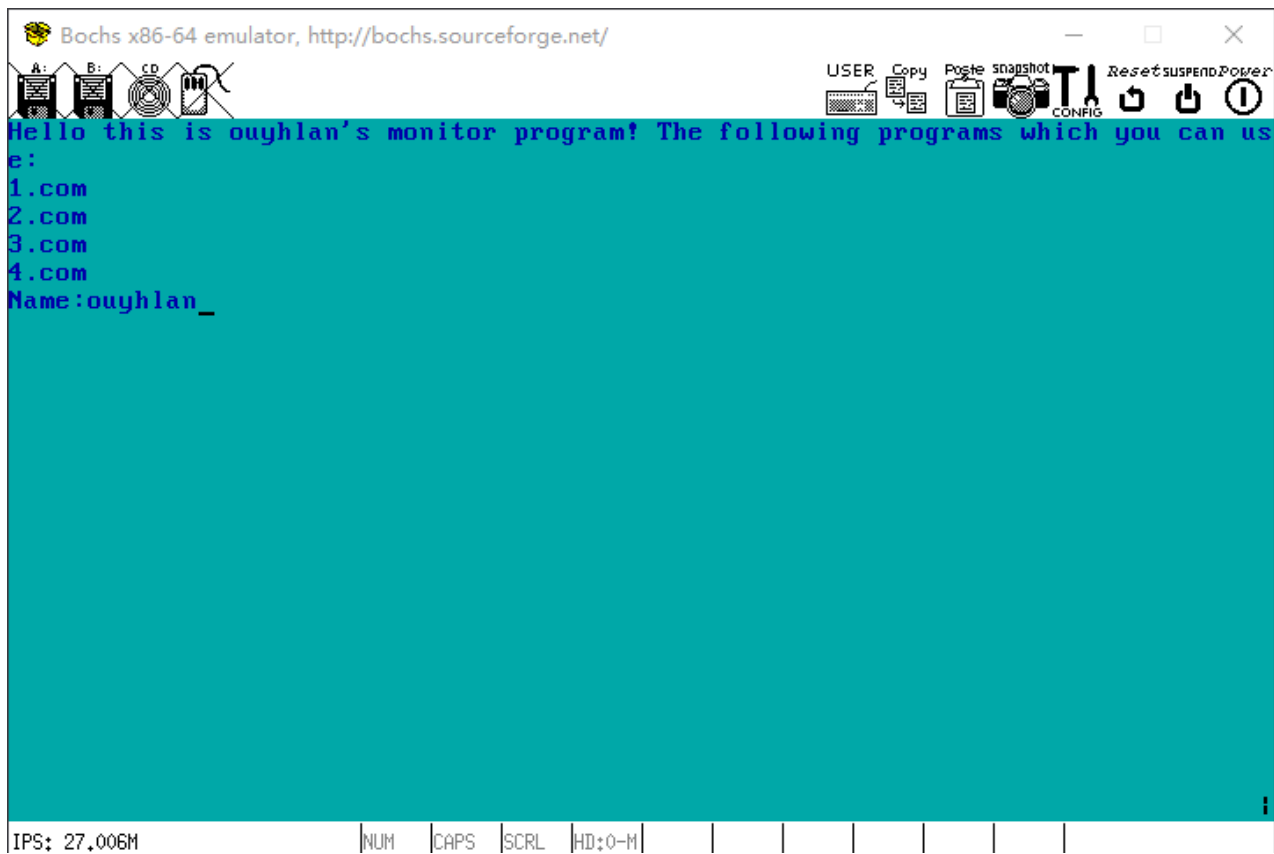 Bochs x86-64 emulator, http://bochs.sourceforge.net/
A: B: CD USER Copy Paste snapshot CONFIG Reset SUSPEND Power
Hello this is ouyhlan's monitor program! The following programs which you can us
e:
1.com
2.com
3.com
4.com
Name:ouyhlan_
IPS: 27.006M NUM CAPS SCRL HD:0-M